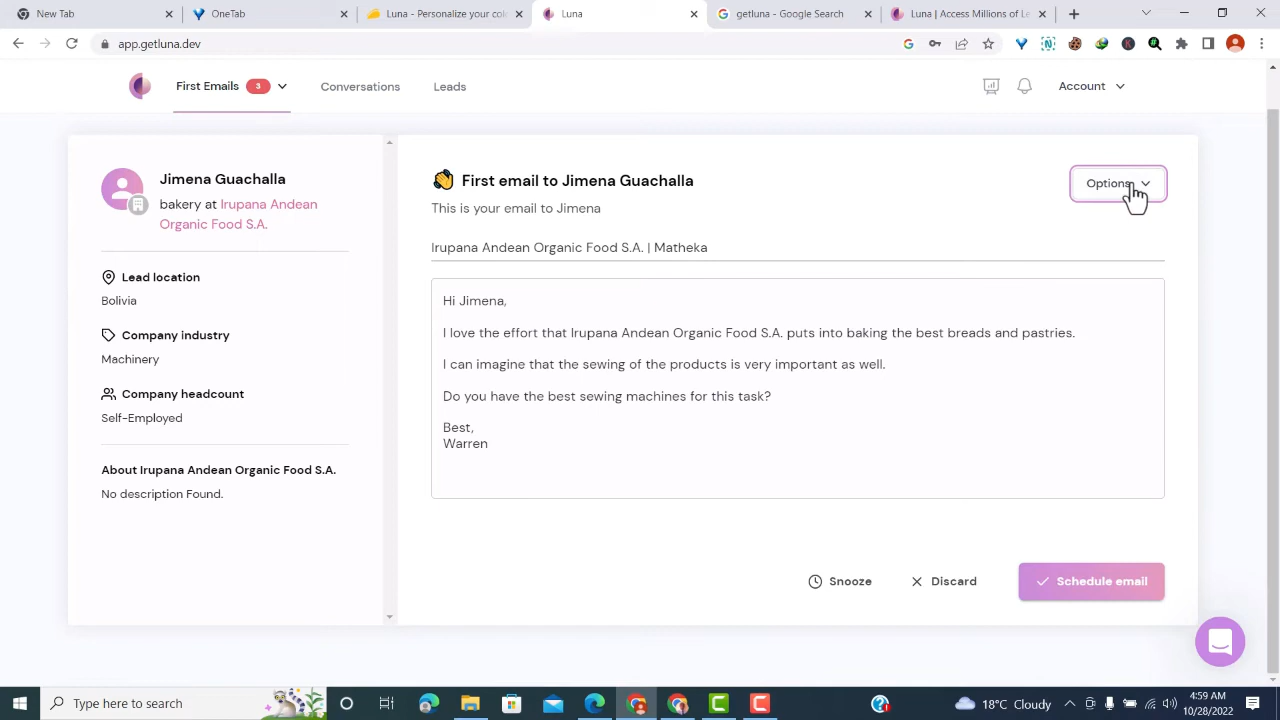 New Tab
OneTab
Luna - Personalize your cold
Luna
getluna - Google Search
Luna | Access Millions of Le
app.getluna.dev
First Emails 3
Conversations
Leads
Account
Jimena Guachalla
bakery at Irupana Andean
Organic Food S.A.
Lead location
Bolivia
Company industry
Machinery
Company headcount
Self-Employed
About Irupana Andean Organic Food S.A.
No description Found.
First email to Jimena Guachalla
Options
This is your email to Jimena
Irupana Andean Organic Food S.A. | Matheka
Hi Jimena,
I love the effort that Irupana Andean Organic Food S.A. puts into baking the best breads and pastries.
I can imagine that the sewing of the products is very important as well.
Do you have the best sewing machines for this task?
Best,
Warren
Snooze
Discard
Schedule email
Type here to search
18°C Cloudy
4:59 AM
10/28/2022